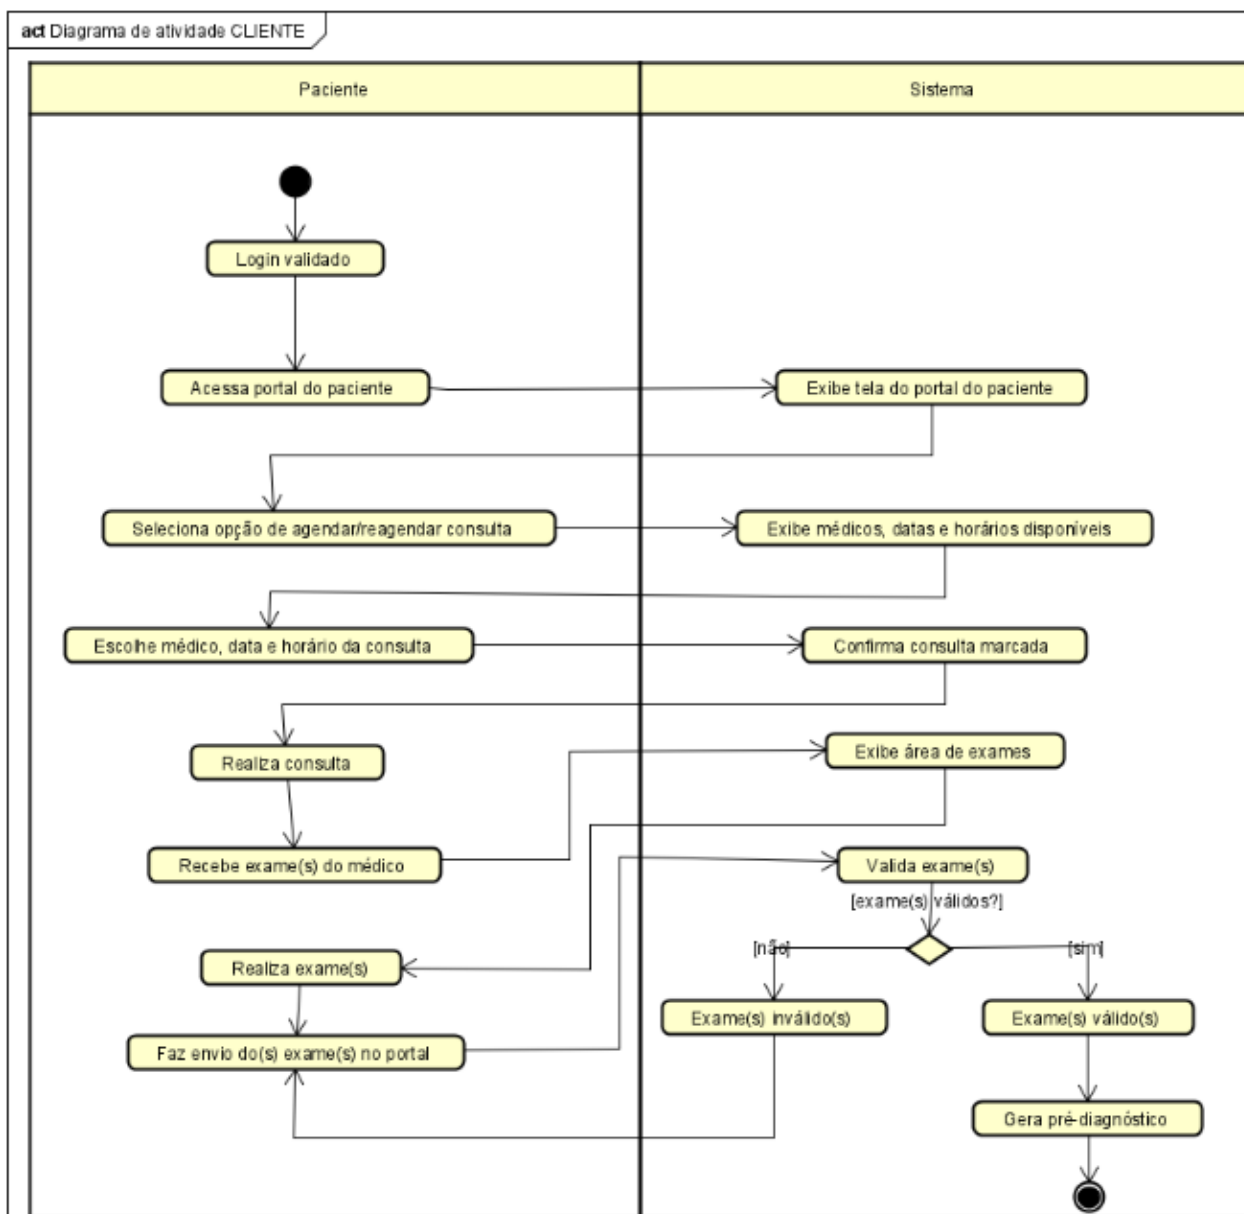 act Diagrama de atividade CLIENTE
Paciente
Sistema
Login validado
Acessa portal do paciente
Exibe tela do portal do paciente
Seleciona opção de agendar/reagendar consulta
Exibe médicos, datas e horários disponíveis
Escolhe médico, data e horário da consulta
Confirma consulta marcada
Realiza consulta
Exibe área de exames
Recebe exame(s) do médico
Valida exame(s)
[exame(s) válidos?]
[não]
[sim]
Realiza exame(s)
Exame(s) inválido(s)
Exame(s) válido(s)
Faz envio do(s) exame(s) no portal
Gera pré-diagnóstico